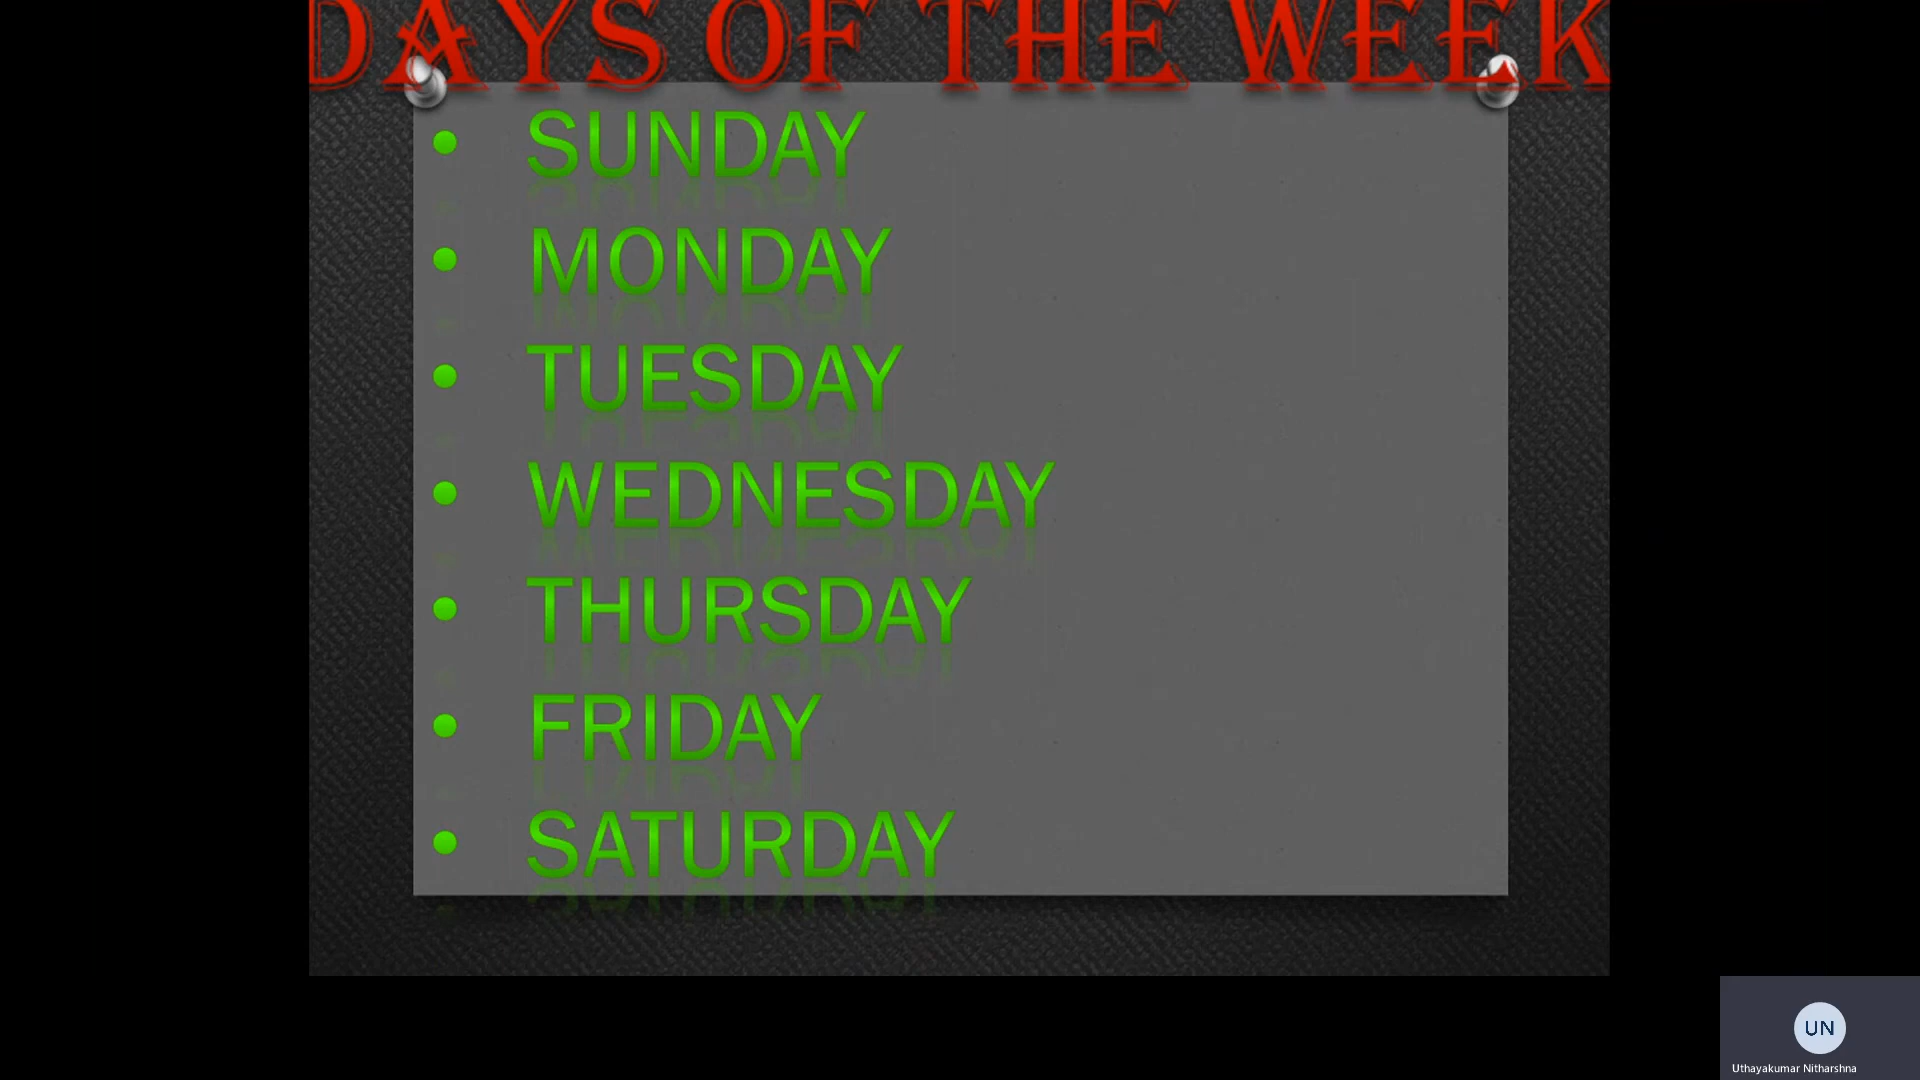 DAYS OF THE WEEK
• SUNDAY
• MONDAY
• TUESDAY
• WEDNESDAY
• THURSDAY
• FRIDAY
• SATURDAY
UN
Uthayakumar Nitharshna